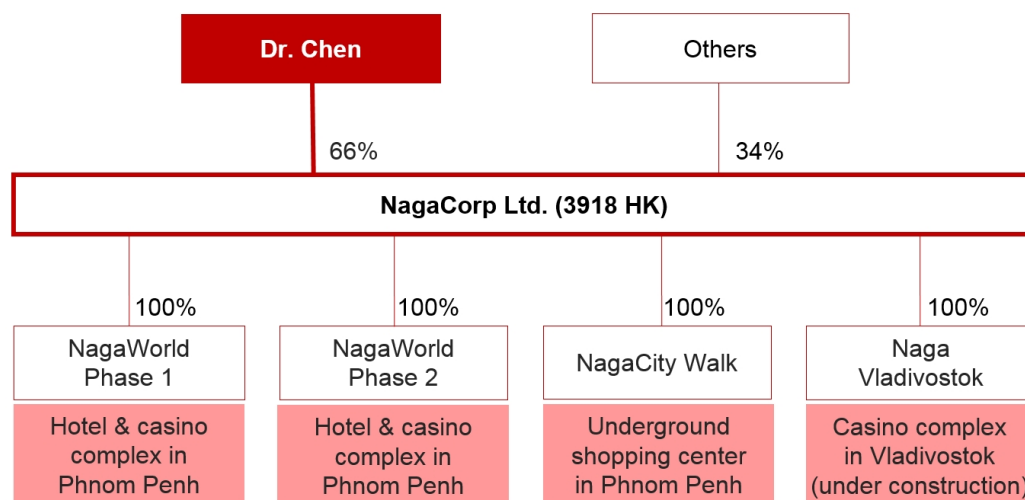 Dr. Chen
Others
66%
34%
NagaCorp Ltd. (3918 HK)
100%
100%
100%
100%
NagaWorld
Phase 1
NagaWorld
Phase 2
NagaCity Walk
Naga
Vladivostok
Hotel & casino
complex in
Phnom Penh
Hotel & casino
complex in
Phnom Penh
Underground
shopping center
in Phnom Penh
Casino complex
in Vladivostok
(under construction)